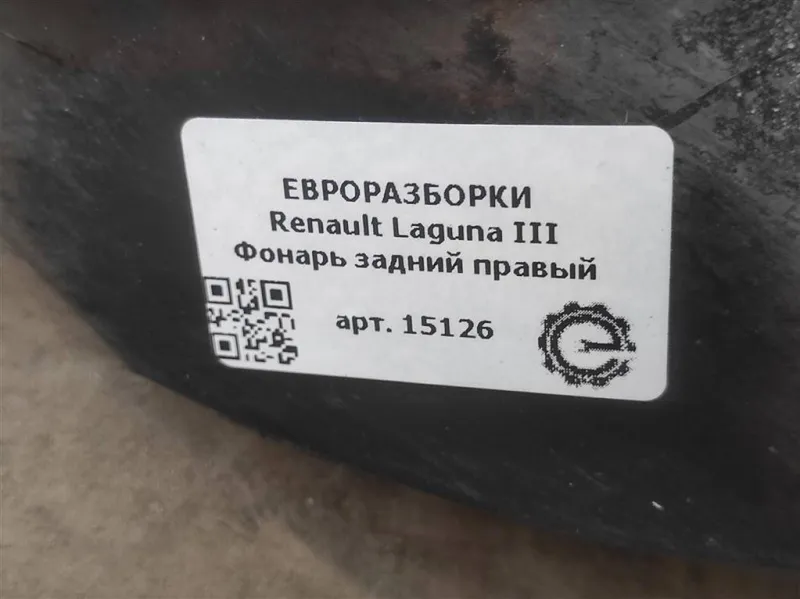 ЕВРОРАЗБОРКИ
Renault Laguna III
Фонарь задний правый
арт. 15126